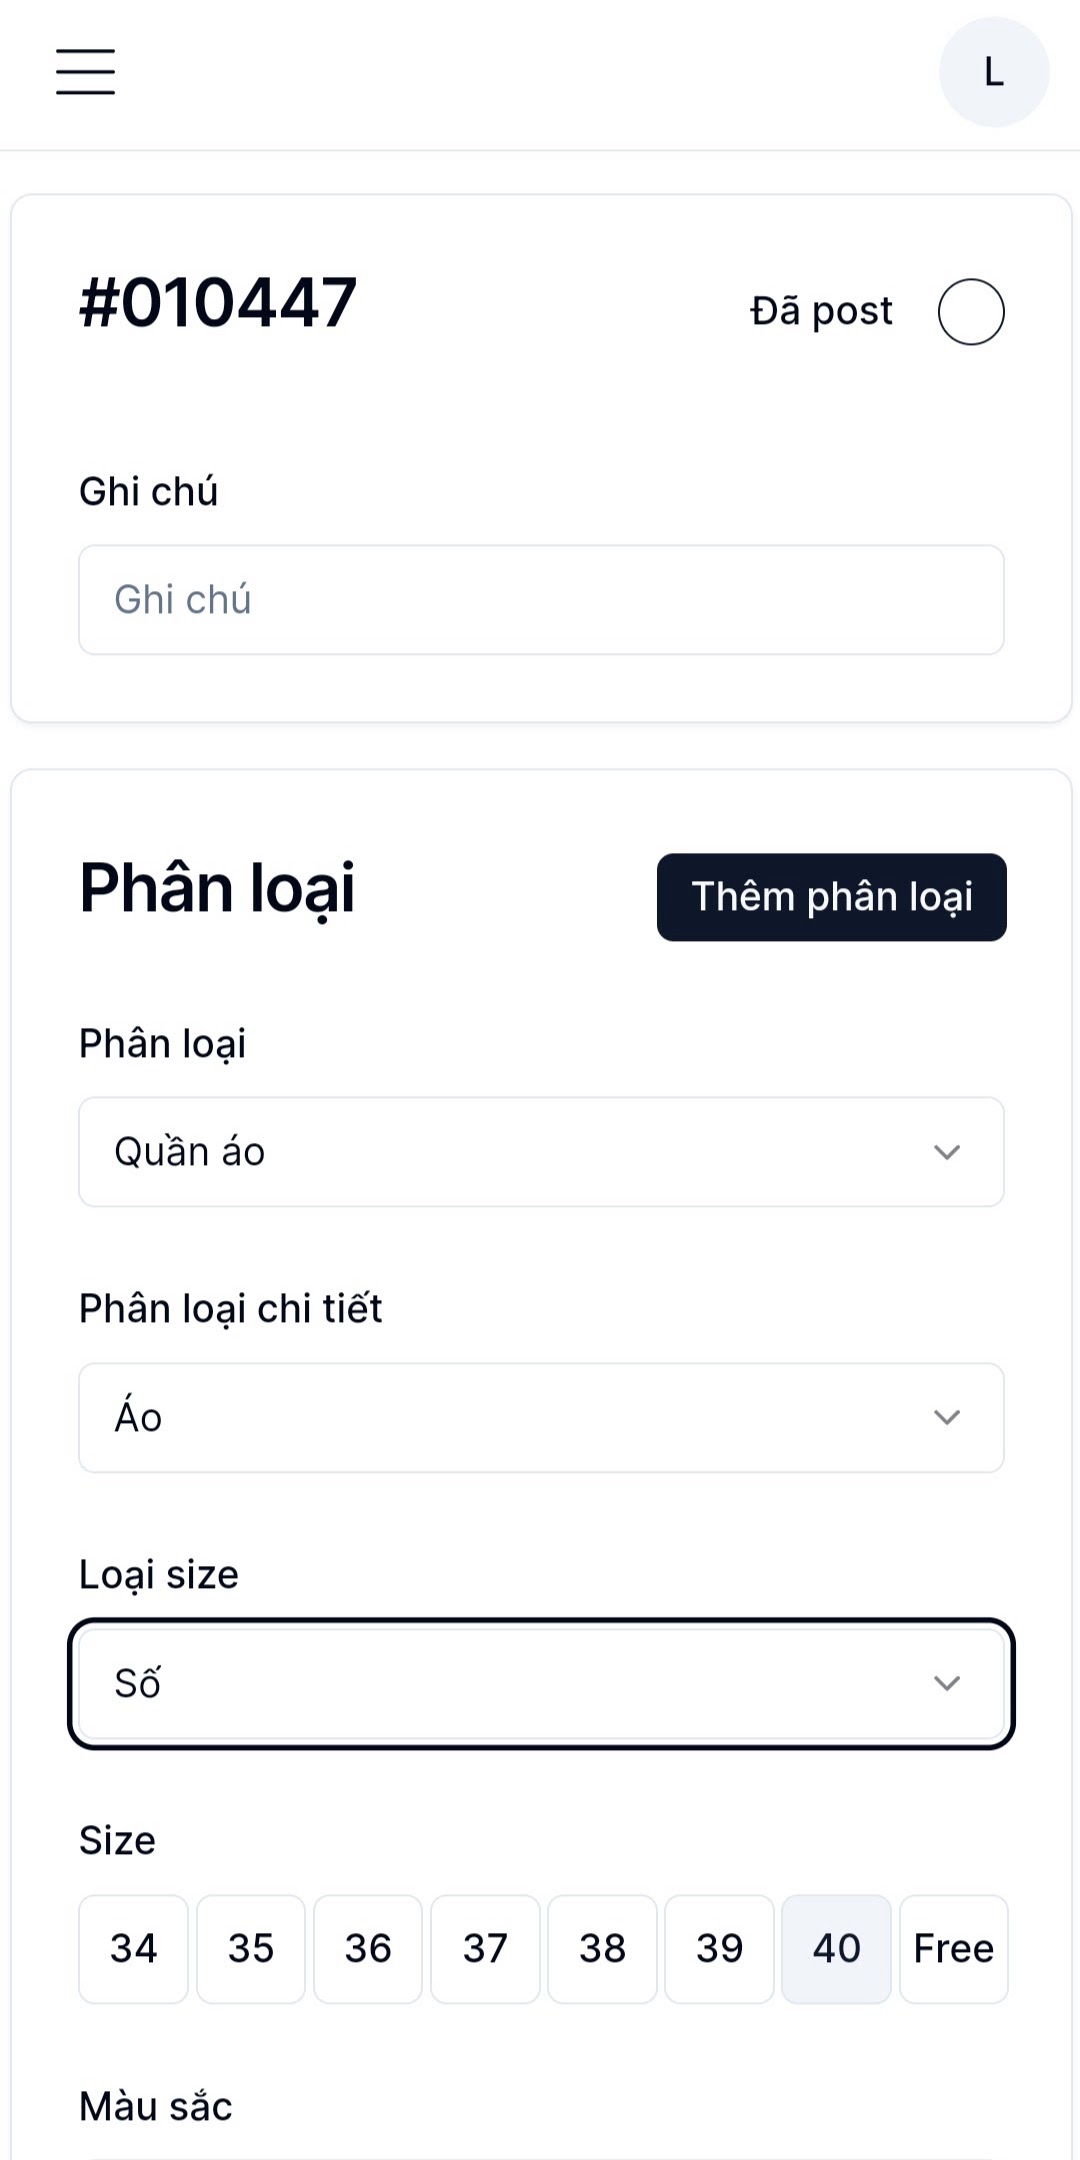 L
#010447
Đã post
Ghi chú
Ghi chú
Phân loại
Thêm phân loại
Phân loại
Quần áo
Phân loại chi tiết
Áo
Loại size
Số
Size
34 35 36 37 38 39 40 Free
Màu sắc